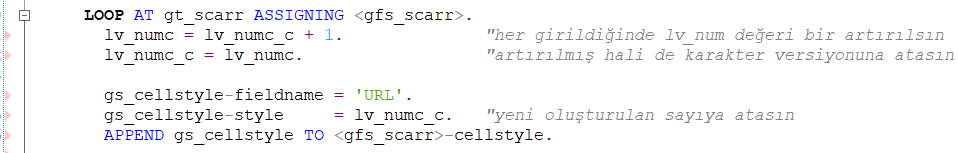 LOOP AT gt_scarr ASSIGNING <gfs_scarr>.
lv_numc = lv_numc_c + 1. "her girildiğinde lv_num değeri bir artırılsın
lv_numc_c = lv_numc. "artırılmış hali de karakter versiyonuna atasın
gs_cellstyle-fieldname = 'URL'.
gs_cellstyle-style = lv_numc_c. "yeni oluşturulan sayıya atasın
APPEND gs_cellstyle TO <gfs_scarr>-cellstyle.